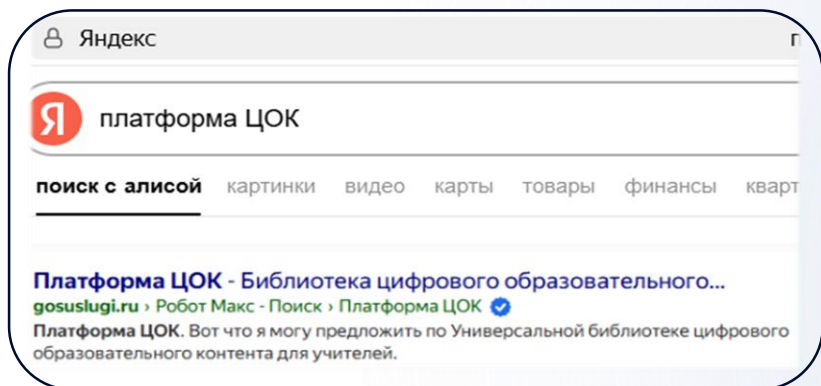 Яндекс
Я
платформа ЦОК
поиск с алисой картинки видео карты товары финансы
Платформа ЦОК - Библиотека цифрового образовательного...
gosuslugi.ru › Робот Макс - Поиск › Платформа ЦОК
Платформа ЦОК. Вот что я могу предложить по Универсальной библиотеке цифрового
образовательного контента для учителей.